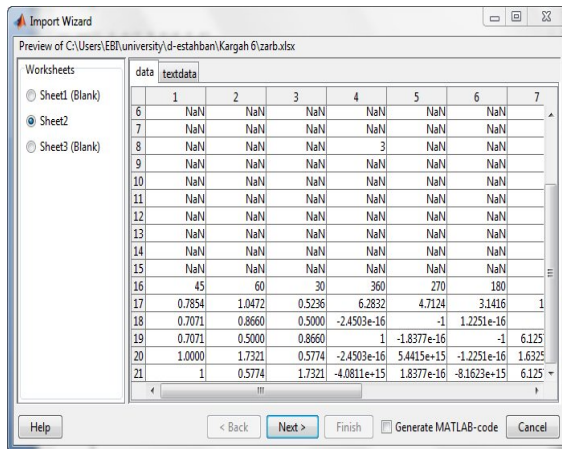 Import Wizard
Preview of C:\Users\EBI\university\d-estahban\Kargah 6\zarb.xlsx
Worksheets
Sheet1 (Blank)
Sheet2
Sheet3 (Blank)
data textdata
1 2 3 4 5 6 7
6 NaN NaN NaN NaN NaN NaN
7 NaN NaN NaN NaN NaN NaN
8 NaN NaN NaN 3 NaN NaN
9 NaN NaN NaN NaN NaN NaN
10 NaN NaN NaN NaN NaN NaN
11 NaN NaN NaN NaN NaN NaN
12 NaN NaN NaN NaN NaN NaN
13 NaN NaN NaN NaN NaN NaN
14 NaN NaN NaN NaN NaN NaN
15 NaN NaN NaN NaN NaN NaN
16 45 60 30 360 270 180
17 0.7854 1.0472 0.5236 6.2832 4.7124 3.1416 1
18 0.7071 0.8660 0.5000 -2.4503e-16 -1 1.2251e-16
19 0.7071 0.5000 0.8660 1 -1.8377e-16 -1 6.125
20 1.0000 1.7321 0.5774 -2.4503e-16 5.4415e+15 -1.2251e-16 1.6325
21 1 0.5774 1.7321 -4.0811e+15 1.8377e-16 -8.1623e+15 6.125
Help < Back Next > Finish Generate MATLAB-code Cancel